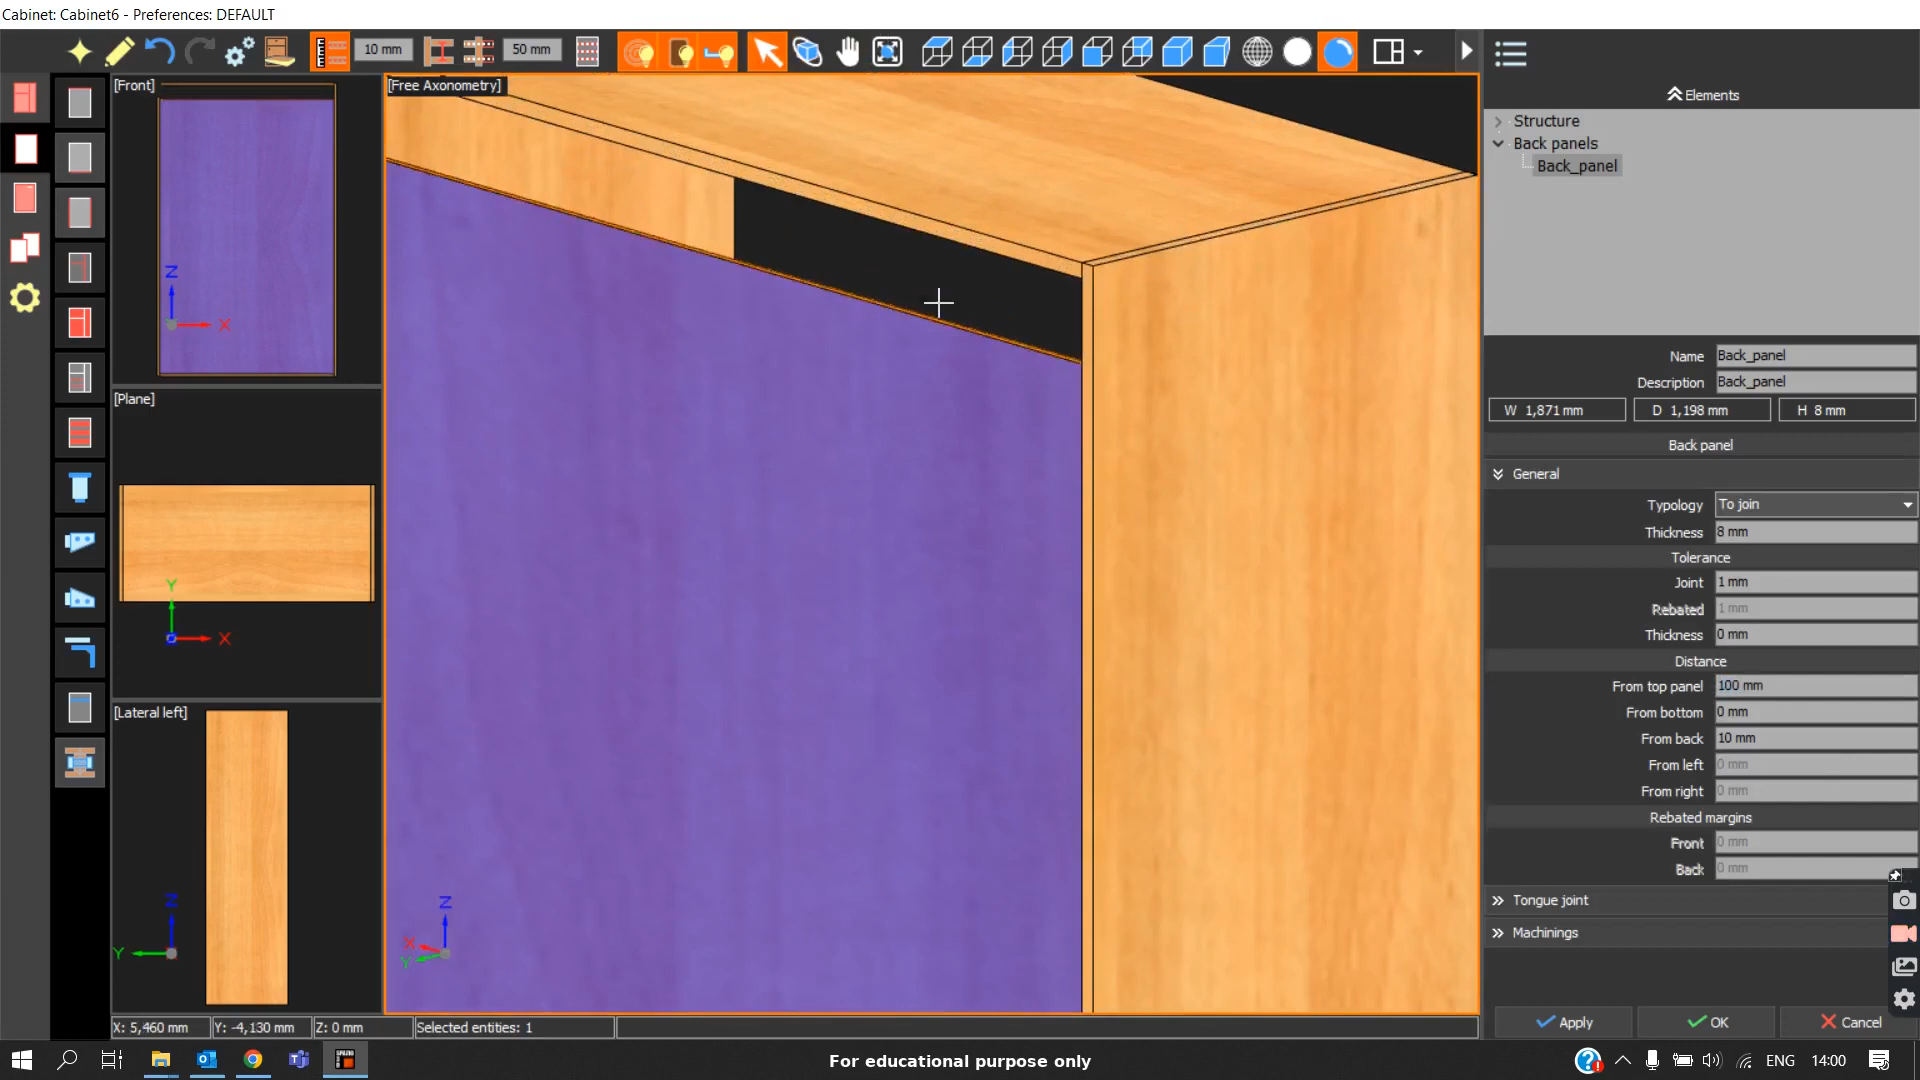 Cabinet: Cabinet6 - Preferences: DEFAULT
10 mm
50 mm
[Front]
[Free Axonometry]
Z
X
[Plane]
Y
X
[Lateral left]
Z
Y
Z
X
Y
Elements
Structure
Back panels
Back_panel
Name Back_panel
Description Back_panel
W 1,871 mm D 1,198 mm H 8 mm
Back panel
General
Typology To join
Thickness 8 mm
Tolerance
Joint 1 mm
Rebated 1 mm
Thickness 0 mm
Distance
From top panel 100 mm
From bottom 0 mm
From back 10 mm
From left 0 mm
From right 0 mm
Rebated margins
Front 0 mm
Back 0 mm
Tongue joint
Machinings
Apply OK Cancel
X: 5,460 mm Y: -4,130 mm Z: 0 mm Selected entities: 1
For educational purpose only
ENG 14:00